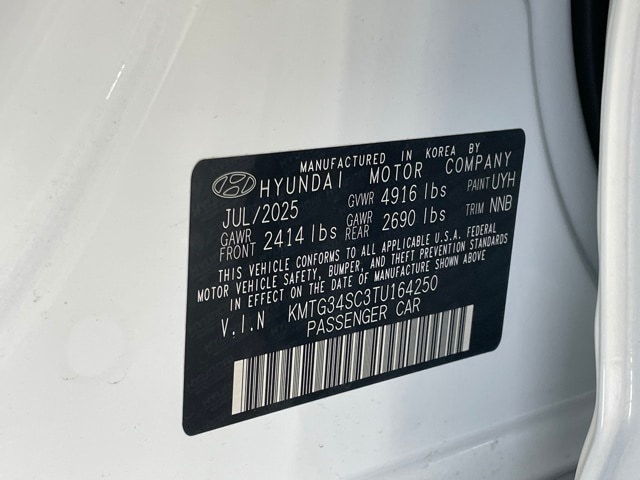 MANUFACTURED IN KOREA BY
HYUNDAI MOTOR COMPANY
JUL/2025 GVWR 4916 lbs PAINT UYH
GAWR FRONT 2414 lbs GAWR REAR 2690 lbs TRIM NNB
THIS VEHICLE CONFORMS TO ALL APPLICABLE U.S.A. FEDERAL
MOTOR VEHICLE SAFETY, BUMPER, AND THEFT PREVENTION STANDARDS
IN EFFECT ON THE DATE OF MANUFACTURE SHOWN ABOVE
V.I.N KMTG34SC3TU164250
PASSENGER CAR